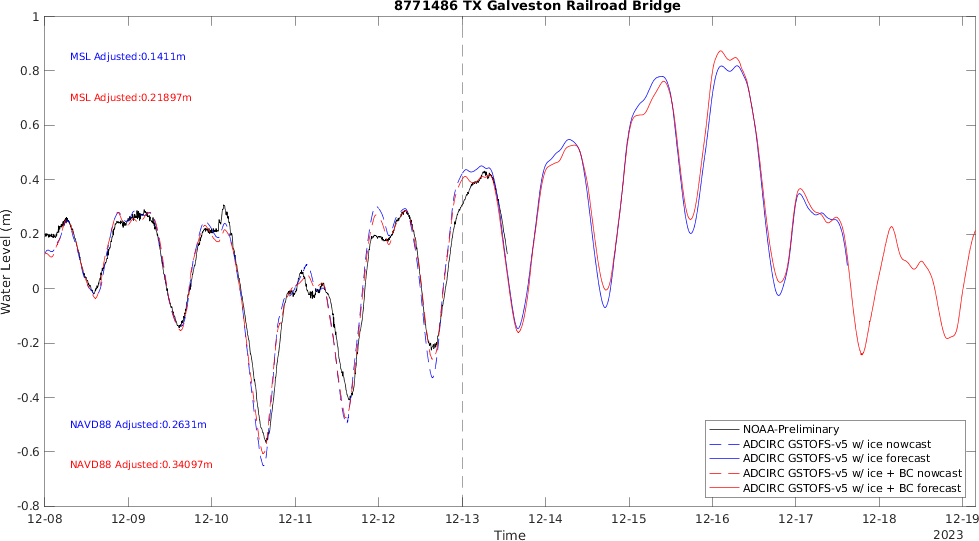 8771486 TX Galveston Railroad Bridge
1
0.8
0.6
0.4
0.2
0
-0.2
-0.4
-0.6
-0.8
Water Level (m)
MSL Adjusted:0.1411m
MSL Adjusted:0.21897m
NAVD88 Adjusted:0.2631m
NAVD88 Adjusted:0.34097m
NOAA-Preliminary
ADCIRC GSTOFS-v5 w/ ice nowcast
ADCIRC GSTOFS-v5 w/ ice forecast
ADCIRC GSTOFS-v5 w/ ice + BC nowcast
ADCIRC GSTOFS-v5 w/ ice + BC forecast
12-08 12-09 12-10 12-11 12-12 12-13 12-14 12-15 12-16 12-17 12-18 12-19
Time
2023